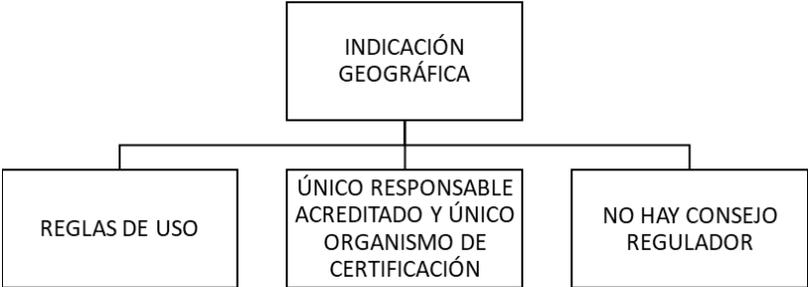 INDICACIÓN
GEOGRÁFICA
REGLAS DE USO
ÚNICO RESPONSABLE
ACREDITADO Y ÚNICO
ORGANISMO DE
CERTIFICACIÓN
NO HAY CONSEJO
REGULADOR